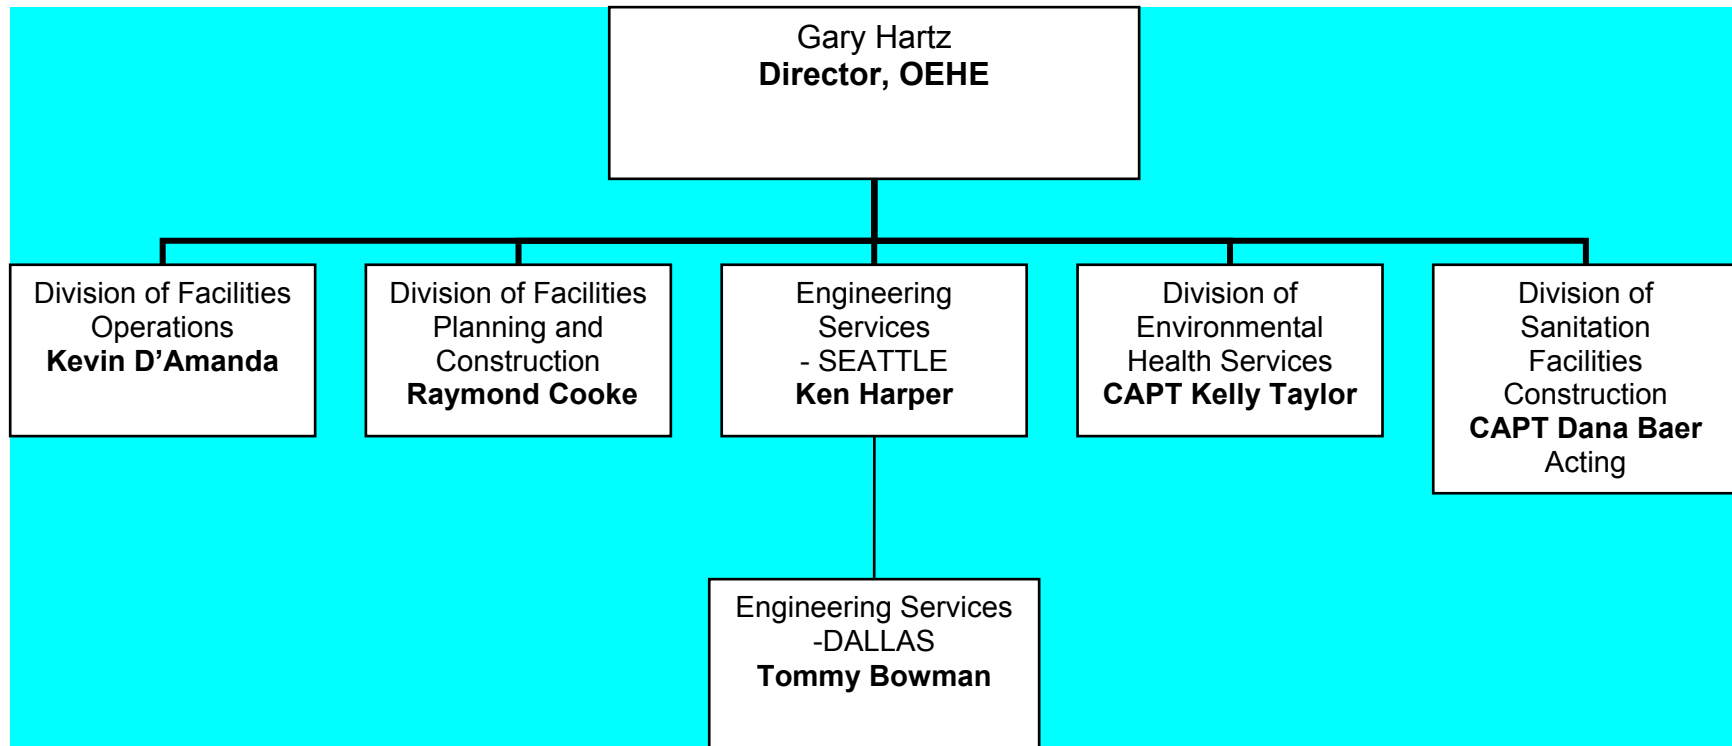 Gary Hartz
Director, OEHE
Division of Facilities
Operations
Kevin D’Amanda
Division of Facilities
Planning and
Construction
Raymond Cooke
Engineering
Services
- SEATTLE
Ken Harper
Division of
Environmental
Health Services
CAPT Kelly Taylor
Division of
Sanitation
Facilities
Construction
CAPT Dana Baer
Acting
Engineering Services
-DALLAS
Tommy Bowman